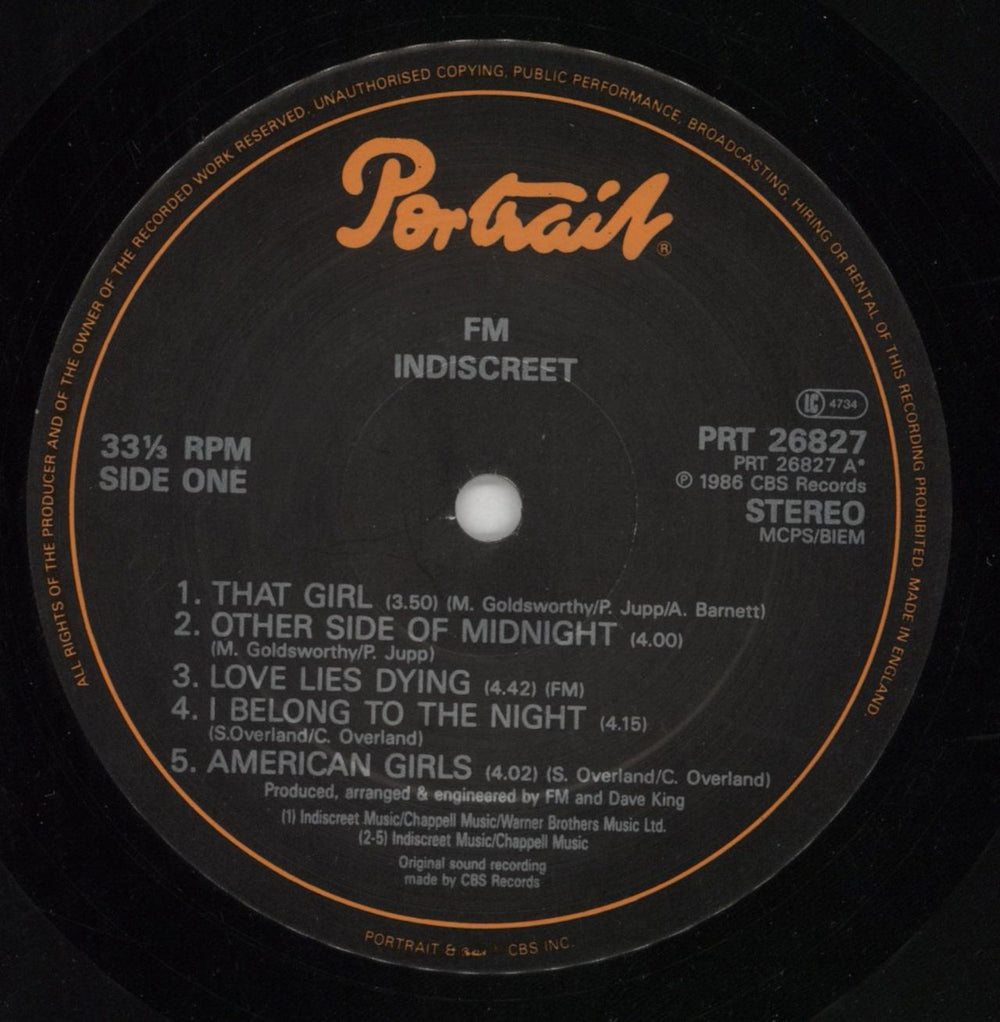 ALL RIGHTS OF THE PRODUCER AND OF THE OWNER OF THE RECORDED WORK RESERVED. UNAUTHORISED COPYING, PUBLIC PERFORMANCE, BROADCASTING, HIRING OR RENTAL OF THIS RECORDING PROHIBITED. MADE IN ENGLAND.
Portrait®
FM
INDISCREET
LC 4734
33⅓ RPM
SIDE ONE
PRT 26827
PRT 26827 A*
℗ 1986 CBS Records
STEREO
MCPS/BIEM
1. THAT GIRL (3.50) (M. Goldsworthy/P. Jupp/A. Barnett)
2. OTHER SIDE OF MIDNIGHT (4.00)
(M. Goldsworthy/P. Jupp)
3. LOVE LIES DYING (4.42) (FM)
4. I BELONG TO THE NIGHT (4.15)
(S.Overland/C. Overland)
5. AMERICAN GIRLS (4.02) (S. Overland/C. Overland)
Produced, arranged & engineered by FM and Dave King
(1) Indiscreet Music/Chappell Music/Warner Brothers Music Ltd.
(2-5) Indiscreet Music/Chappell Music
Original sound recording
made by CBS Records
PORTRAIT & CBS INC.